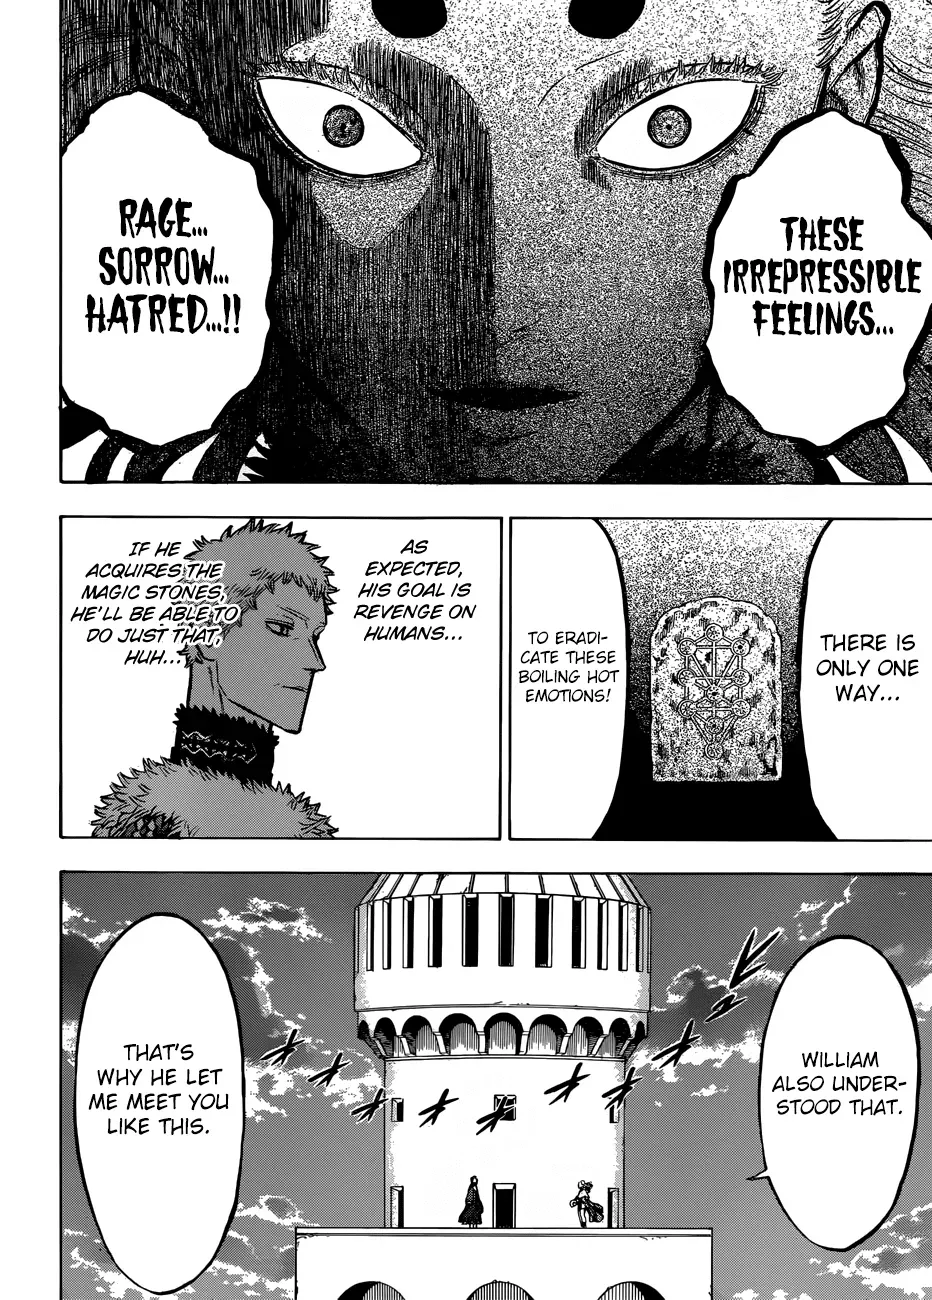 THESE
IRREPRESSIBLE
FEELINGS...
RAGE...
SORROW...
HATRED...!!
THERE IS
ONLY ONE
WAY...
TO ERADI-
CATE THESE
BOILING HOT
EMOTIONS!
AS
EXPECTED,
HIS GOAL IS
REVENGE ON
HUMANS...
IF HE
ACQUIRES THE
MAGIC STONES,
HE'LL BE ABLE TO
DO JUST THAT,
HUH...
WILLIAM
ALSO UNDER-
STOOD THAT.
THAT'S
WHY HE LET
ME MEET YOU
LIKE THIS.